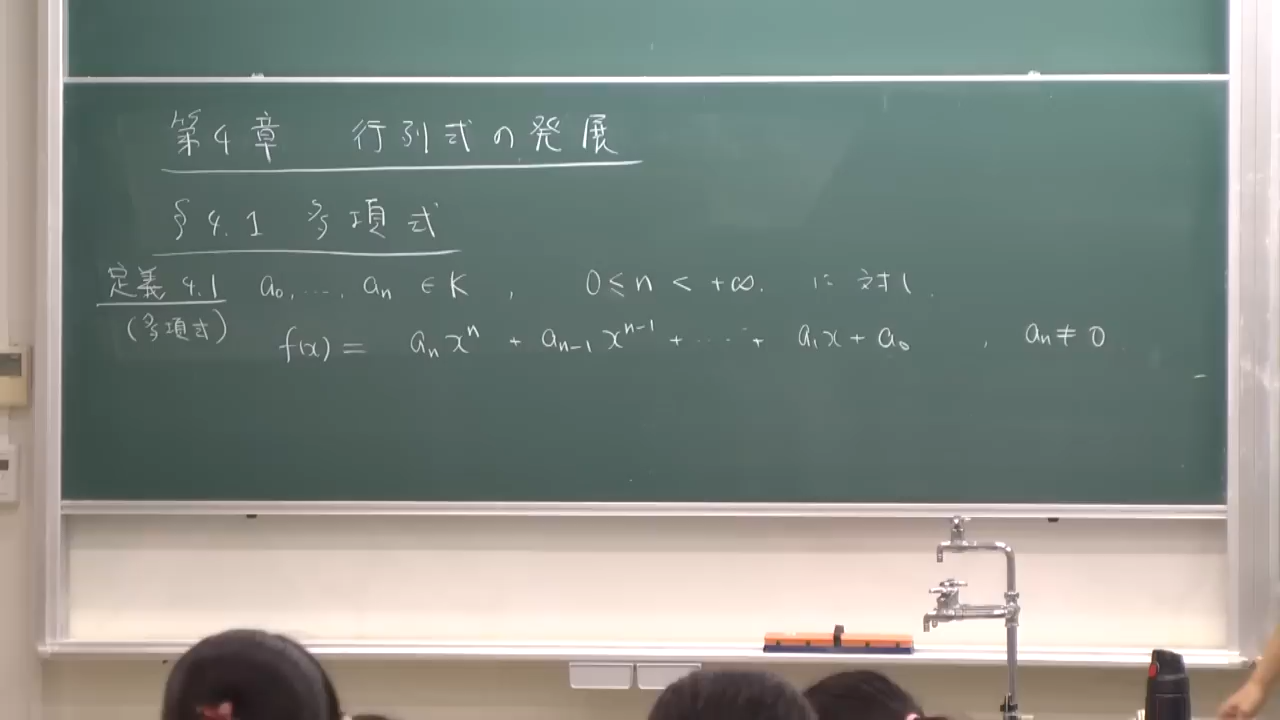 第4章 行列式の発展
§4.1 多項式
定義4.1 a₀, …, aₙ ∈ K , 0 ≤ n < +∞. に対し,
(多項式) f(x) = aₙxⁿ + aₙ₋₁xⁿ⁻¹ + … + a₁x + a₀ , aₙ ≠ 0